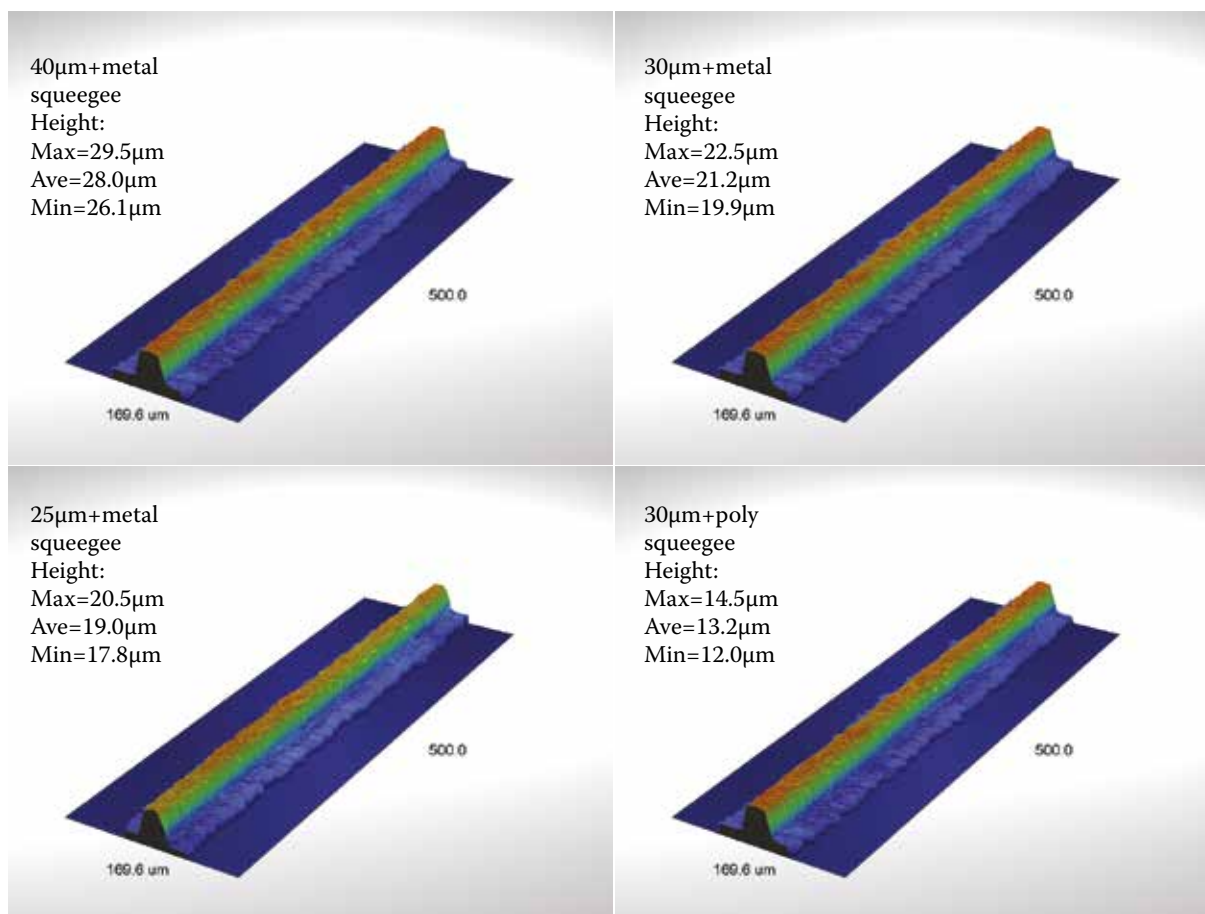 40µm+metal
squeegee
Height:
Max=29.5µm
Ave=28.0µm
Min=26.1µm
500.0
169.6 um
30µm+metal
squeegee
Height:
Max=22.5µm
Ave=21.2µm
Min=19.9µm
500.0
169.6 um
25µm+metal
squeegee
Height:
Max=20.5µm
Ave=19.0µm
Min=17.8µm
500.0
169.6 um
30µm+poly
squeegee
Height:
Max=14.5µm
Ave=13.2µm
Min=12.0µm
500.0
169.6 um